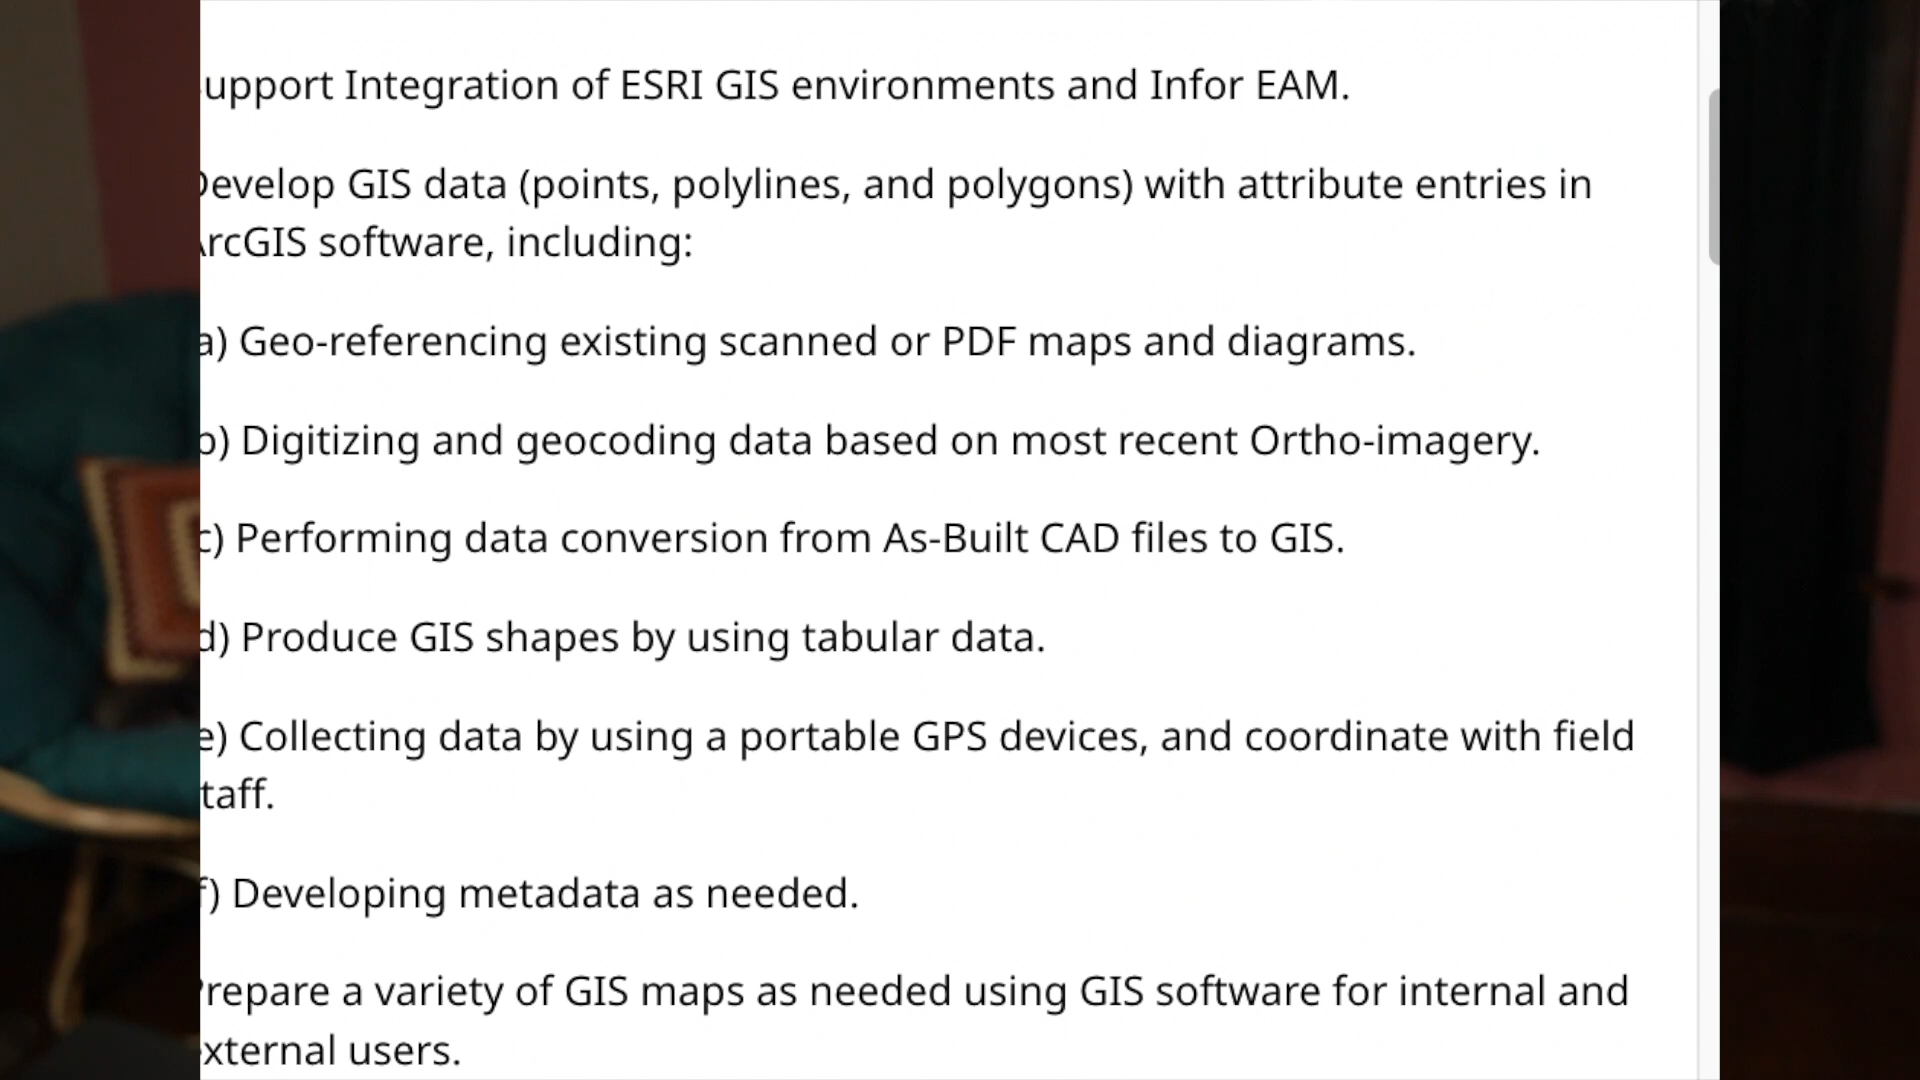 upport Integration of ESRI GIS environments and Infor EAM.
Develop GIS data (points, polylines, and polygons) with attribute entries in
ArcGIS software, including:
a) Geo-referencing existing scanned or PDF maps and diagrams.
b) Digitizing and geocoding data based on most recent Ortho-imagery.
c) Performing data conversion from As-Built CAD files to GIS.
d) Produce GIS shapes by using tabular data.
e) Collecting data by using a portable GPS devices, and coordinate with field
taff.
f) Developing metadata as needed.
Prepare a variety of GIS maps as needed using GIS software for internal and
xternal users.